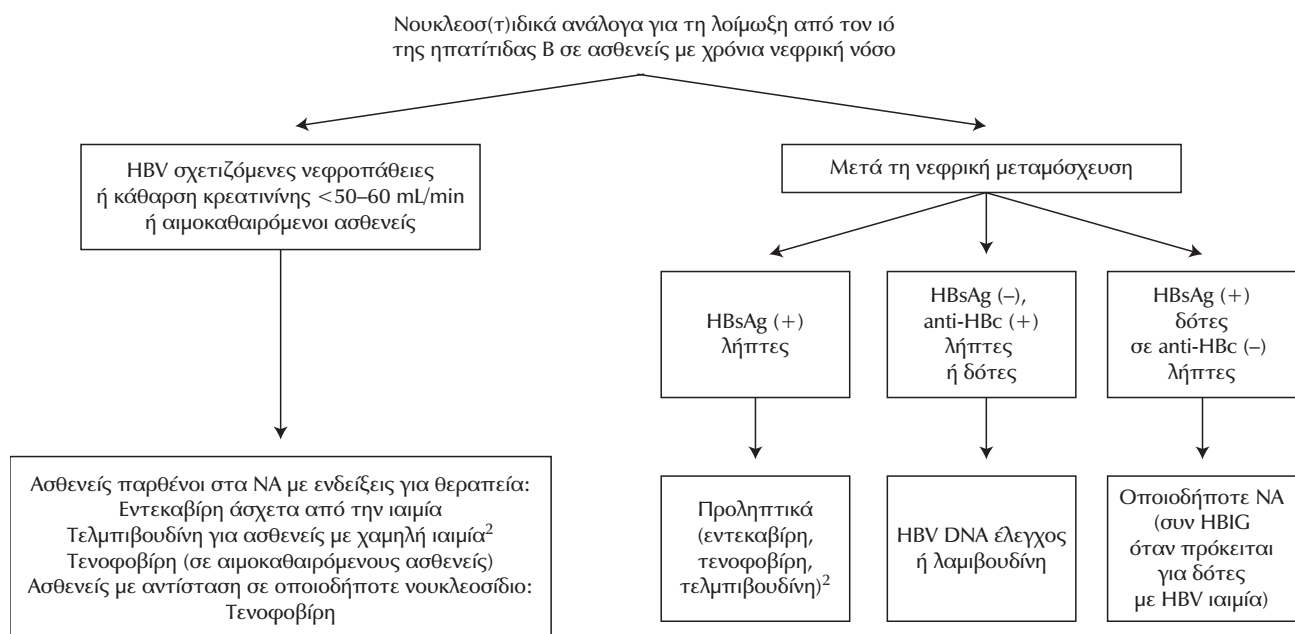 Νουκλεοσ(τ)ιδικά ανάλογα για τη λοίμωξη από τον ιό
της ηπατίτιδας Β σε ασθενείς με χρόνια νεφρική νόσο
HBV σχετιζόμενες νεφροπάθειες
ή κάθαρση κρεατινίνης <50–60 mL/min
ή αιμοκαθαιρόμενοι ασθενείς
Μετά τη νεφρική μεταμόσχευση
HBsAg (+)
λήπτες
HBsAg (–),
anti-HBc (+)
λήπτες
ή δότες
HBsAg (+)
δότες
σε anti-HBc (–)
λήπτες
Ασθενείς παρθένοι στα ΝΑ με ενδείξεις για θεραπεία:
Εντεκαβίρη άσχετα από την ιαιμία
Τελμπιβουδίνη για ασθενείς με χαμηλή ιαιμία²
Τενοφοβίρη (σε αιμοκαθαιρόμενους ασθενείς)
Ασθενείς με αντίσταση σε οποιοδήποτε νουκλεοσίδιο:
Τενοφοβίρη
Προληπτικά
(εντεκαβίρη,
τενοφοβίρη,
τελμπιβουδίνη)²
HBV DNA έλεγχος
ή λαμιβουδίνη
Οποιοδήποτε ΝΑ
(συν HBIG
όταν πρόκειται
για δότες
με HBV ιαιμία)